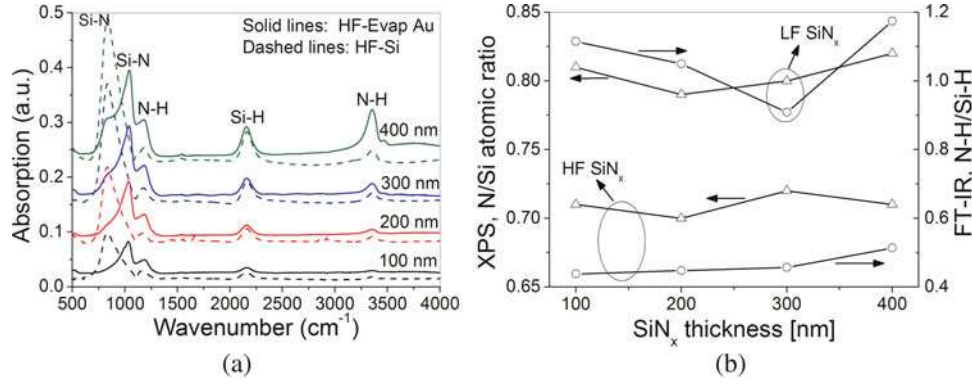 Si-N
Solid lines: HF-Evap Au
Dashed lines: HF-Si
Si-N
N-H
Si-H
N-H
400 nm
300 nm
200 nm
100 nm
0.5
0.4
0.3
0.2
0.1
0.0
Absorption (a.u.)
500 1000 1500 2000 2500 3000 3500 4000
Wavenumber (cm⁻¹)
(a)
0.85
0.80
0.75
0.70
0.65
XPS, N/Si atomic ratio
LF SiNₓ
HF SiNₓ
1.2
1.0
0.8
0.6
0.4
FT-IR, N-H/Si-H
100 200 300 400
SiNₓ thickness [nm]
(b)